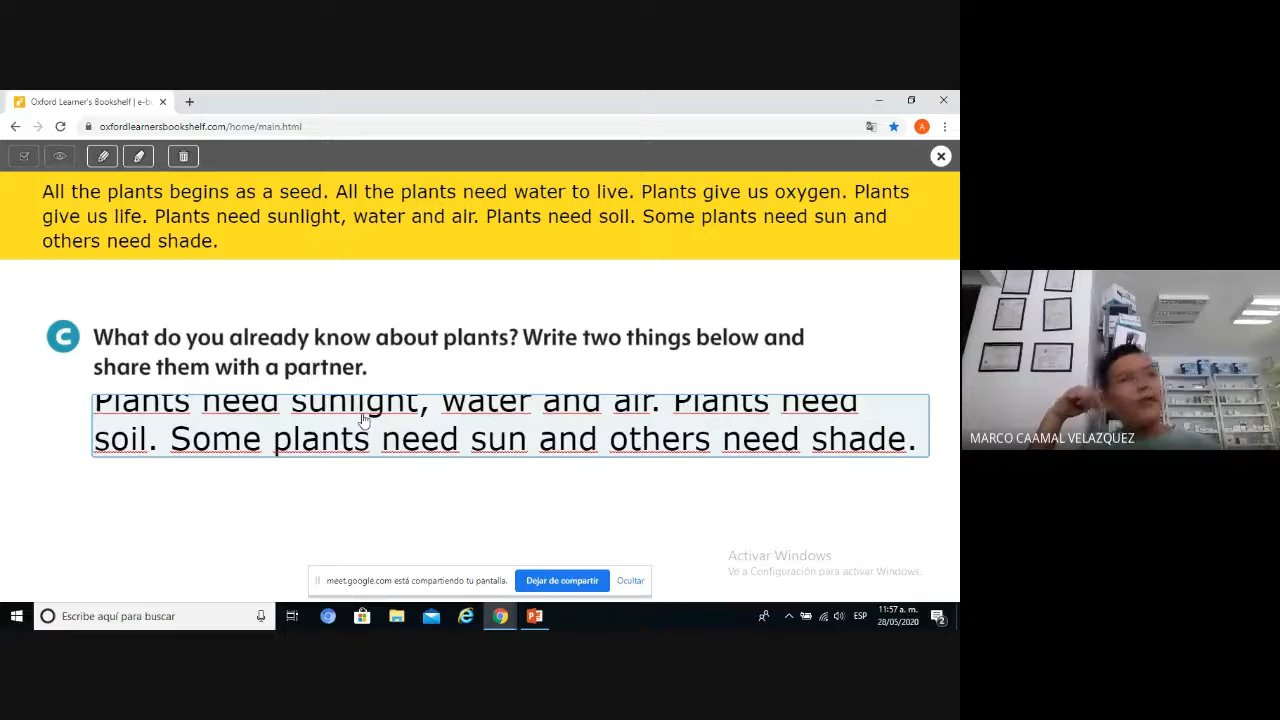 Oxford Learner's Bookshelf | e-b
oxfordlearnersbookshelf.com/home/main.html
A
All the plants begins as a seed. All the plants need water to live. Plants give us oxygen. Plants
give us life. Plants need sunlight, water and air. Plants need soil. Some plants need sun and
others need shade.
C
What do you already know about plants? Write two things below and
share them with a partner.
Plants need sunlight, water and air. Plants need
soil. Some plants need sun and others need shade.
MARCO CAAMAL VELAZQUEZ
Activar Windows
Ve a Configuración para activar Windows.
meet.google.com está compartiendo tu pantalla.
Dejar de compartir
Ocultar
Escribe aquí para buscar
ESP
11:57 a. m.
28/05/2020
2